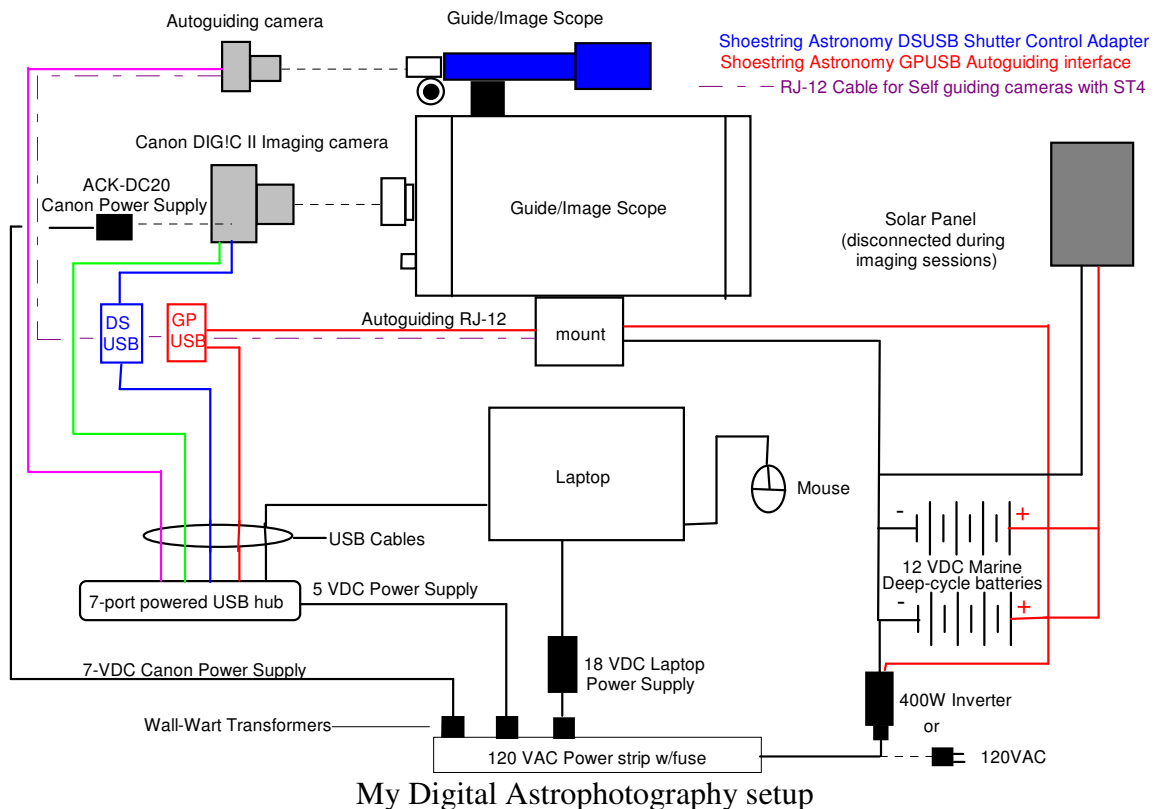 Autoguiding camera
Guide/Image Scope
Shoestring Astronomy DSUSB Shutter Control Adapter
Shoestring Astronomy GPUSB Autoguiding interface
RJ-12 Cable for Self guiding cameras with ST4
Canon DIG!C II Imaging camera
ACK-DC20
Canon Power Supply
Guide/Image Scope
Solar Panel
(disconnected during
imaging sessions)
DS
USB
GP
USB
Autoguiding RJ-12
mount
Laptop
Mouse
USB Cables
- +
12 VDC Marine
Deep-cycle batteries
- +
7-port powered USB hub
5 VDC Power Supply
7-VDC Canon Power Supply
18 VDC Laptop
Power Supply
400W Inverter
or
Wall-Wart Transformers
120 VAC Power strip w/fuse
120VAC
My Digital Astrophotography setup